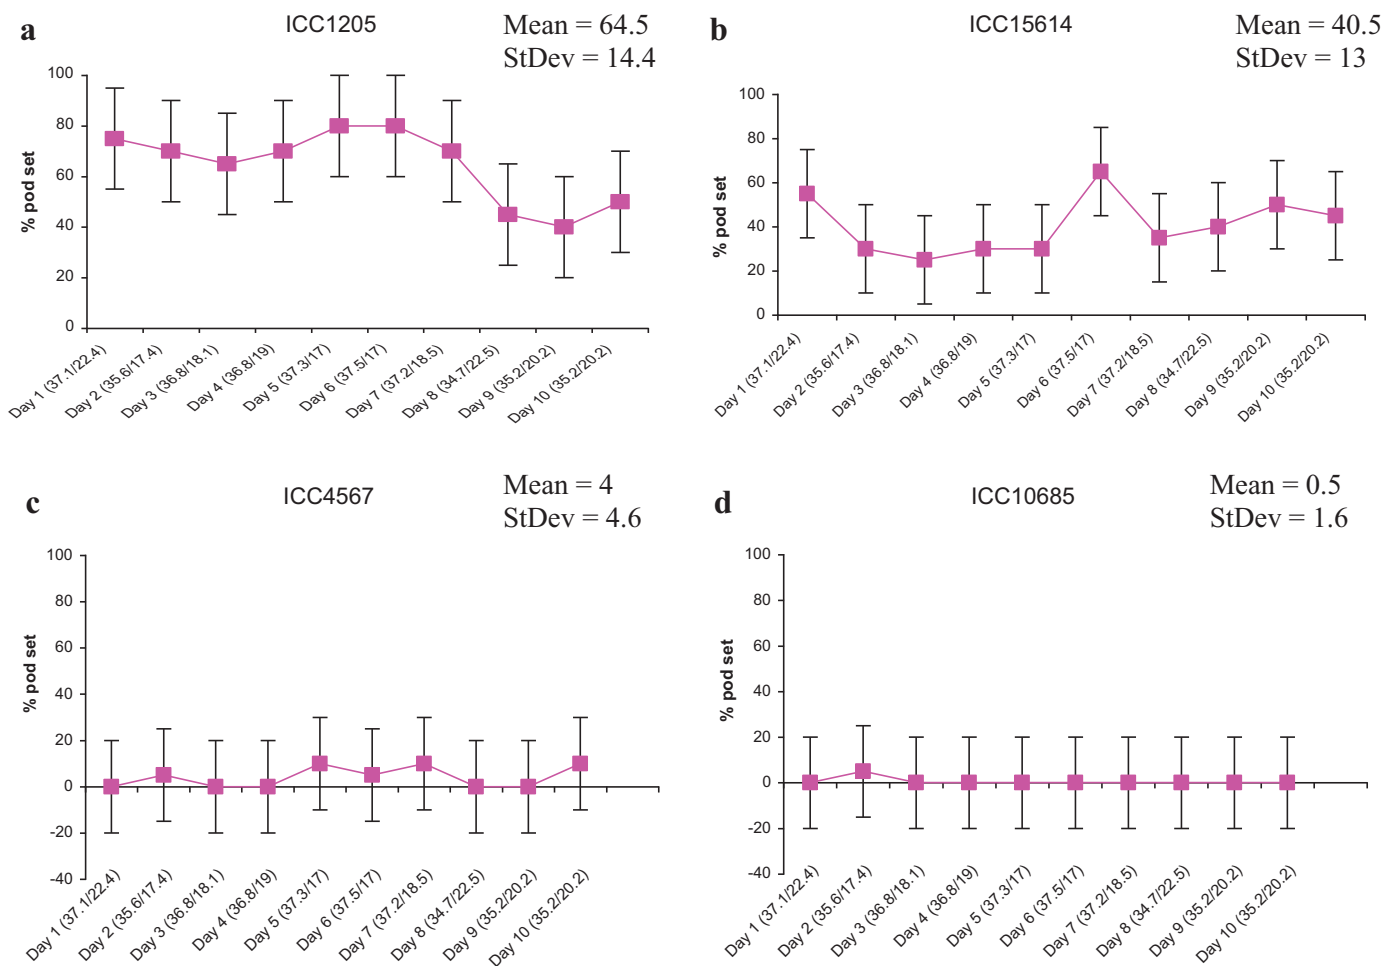 a
ICC1205
Mean = 64.5
StDev = 14.4
% pod set
100
80
60
40
20
0
Day 1 (37.1/22.4)
Day 2 (35.6/17.4)
Day 3 (36.8/18.1)
Day 4 (36.8/19)
Day 5 (37.3/17)
Day 6 (37.5/17)
Day 7 (37.2/18.5)
Day 8 (34.7/22.5)
Day 9 (35.2/20.2)
Day 10 (35.2/20.2)
b
ICC15614
Mean = 40.5
StDev = 13
% pod set
100
80
60
40
20
0
Day 1 (37.1/22.4)
Day 2 (35.6/17.4)
Day 3 (36.8/18.1)
Day 4 (36.8/19)
Day 5 (37.3/17)
Day 6 (37.5/17)
Day 7 (37.2/18.5)
Day 8 (34.7/22.5)
Day 9 (35.2/20.2)
Day 10 (35.2/20.2)
c
ICC4567
Mean = 4
StDev = 4.6
% pod set
100
80
60
40
20
0
-20
-40
Day 1 (37.1/22.4)
Day 2 (35.6/17.4)
Day 3 (36.8/18.1)
Day 4 (36.8/19)
Day 5 (37.3/17)
Day 6 (37.5/17)
Day 7 (37.2/18.5)
Day 8 (34.7/22.5)
Day 9 (35.2/20.2)
Day 10 (35.2/20.2)
d
ICC10685
Mean = 0.5
StDev = 1.6
% pod set
100
80
60
40
20
0
-20
-40
Day 1 (37.1/22.4)
Day 2 (35.6/17.4)
Day 3 (36.8/18.1)
Day 4 (36.8/19)
Day 5 (37.3/17)
Day 6 (37.5/17)
Day 7 (37.2/18.5)
Day 8 (34.7/22.5)
Day 9 (35.2/20.2)
Day 10 (35.2/20.2)